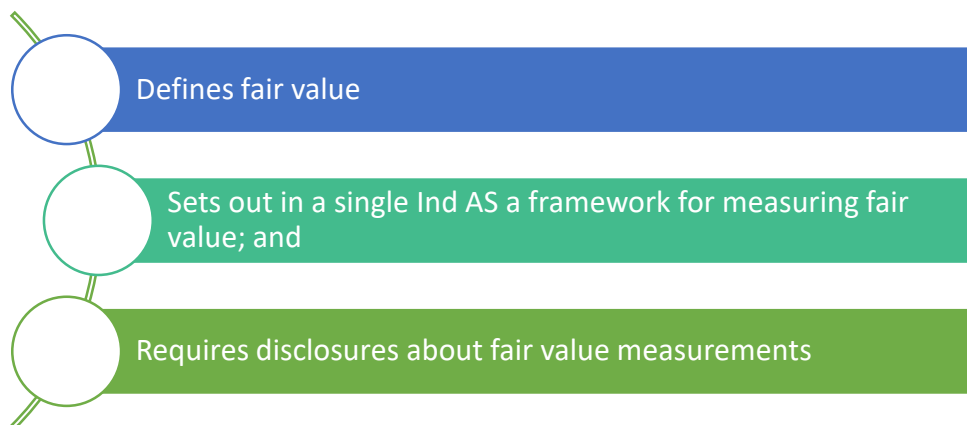 Defines fair value
Sets out in a single Ind AS a framework for measuring fair
value; and
Requires disclosures about fair value measurements